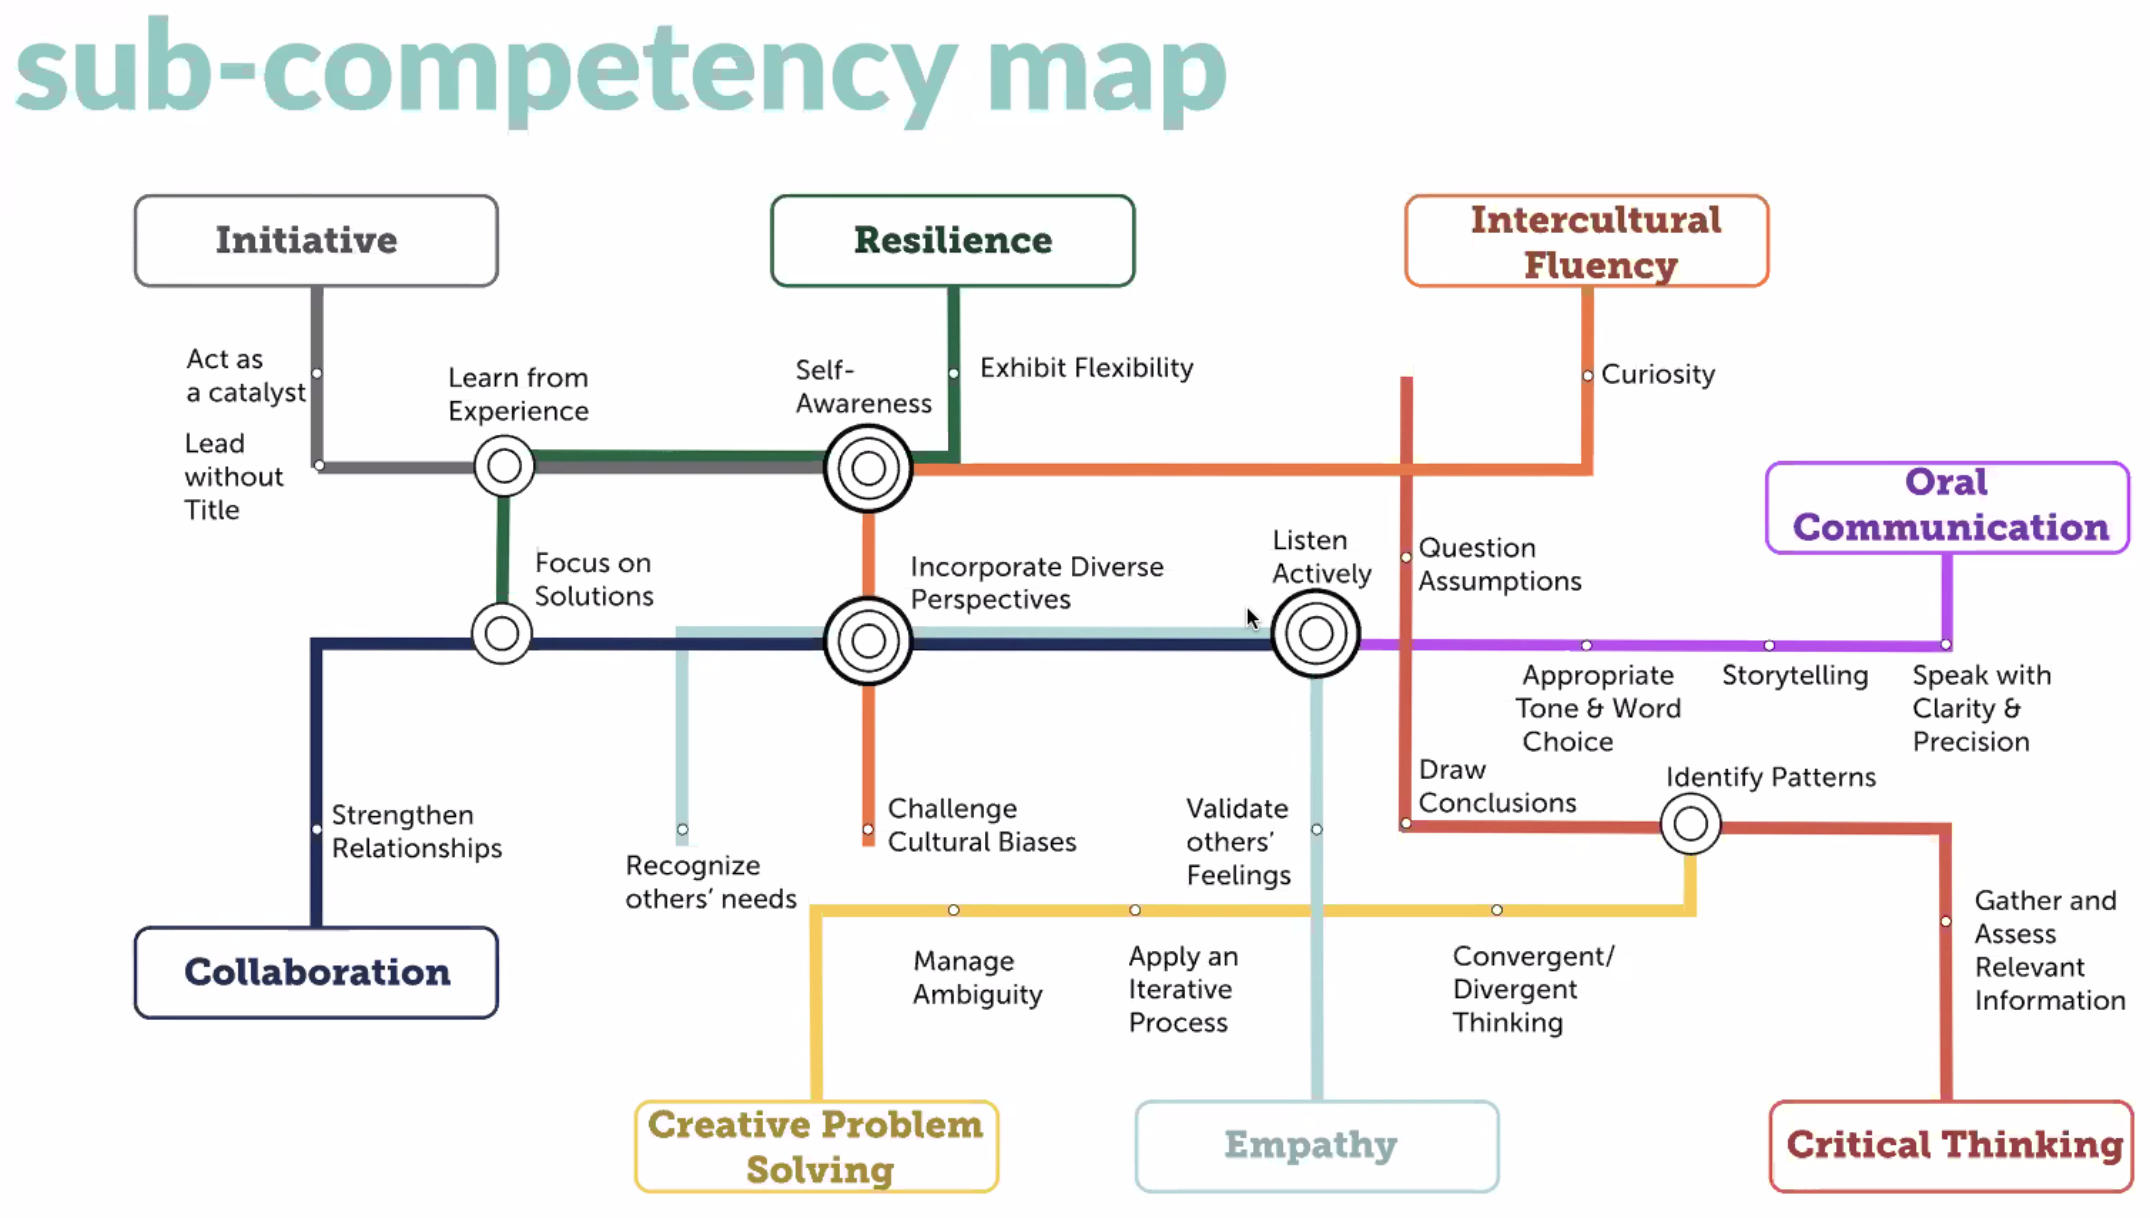 sub-competency map
Initiative
Resilience
Intercultural
Fluency
Act as
a catalyst
Learn from
Experience
Self-
Awareness
Exhibit Flexibility
Curiosity
Lead
without
Title
Oral
Communication
Focus on
Solutions
Incorporate Diverse
Perspectives
Listen
Actively
Question
Assumptions
Appropriate
Tone & Word
Choice
Storytelling
Speak with
Clarity &
Precision
Strengthen
Relationships
Recognize
others' needs
Challenge
Cultural Biases
Validate
others'
Feelings
Draw
Conclusions
Identify Patterns
Gather and
Assess
Relevant
Information
Collaboration
Manage
Ambiguity
Apply an
Iterative
Process
Convergent/
Divergent
Thinking
Creative Problem
Solving
Empathy
Critical Thinking